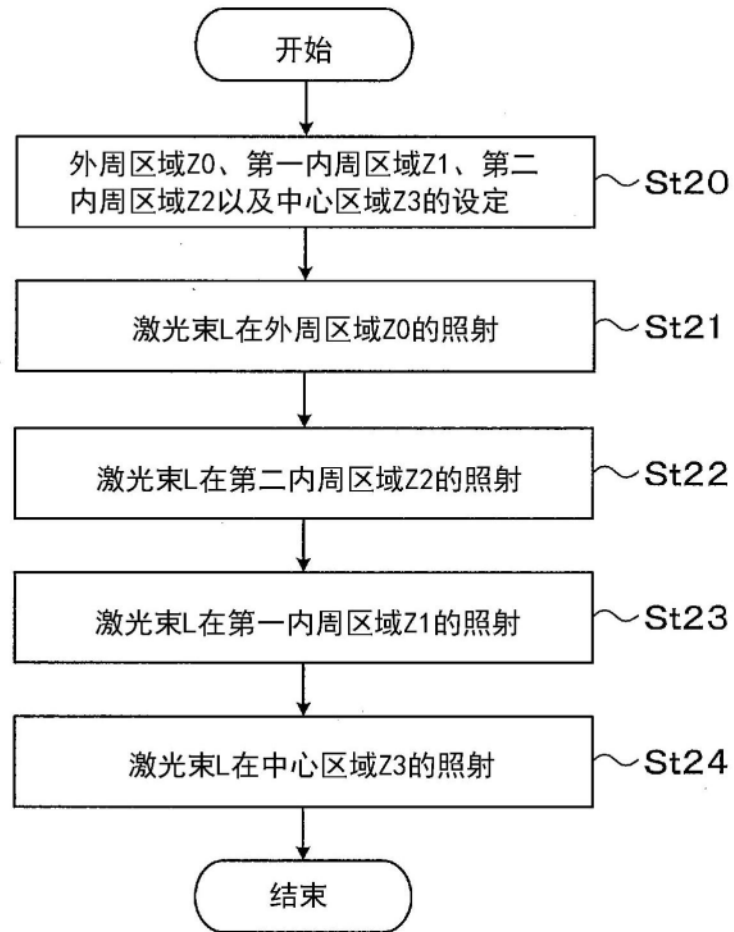 开始
外周区域Z0、第一内周区域Z1、第二
内周区域Z2以及中心区域Z3的设定
St20
激光束L在外周区域Z0的照射
St21
激光束L在第二内周区域Z2的照射
St22
激光束L在第一内周区域Z1的照射
St23
激光束L在中心区域Z3的照射
St24
结束